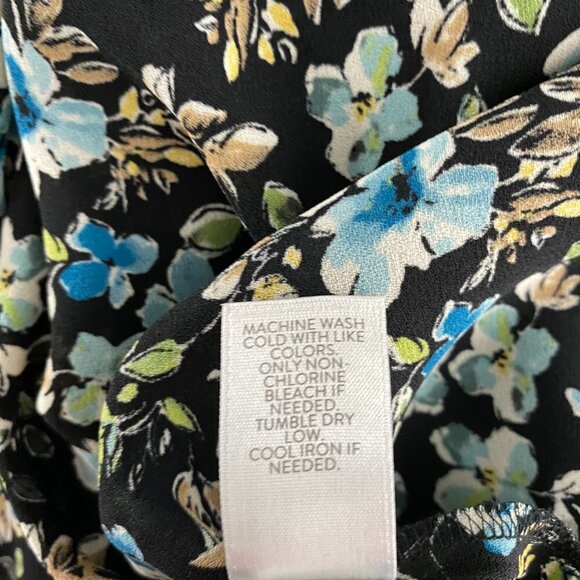 MACHINE WASH
COLD WITH LIKE
COLORS.
ONLY NON-
CHLORINE
BLEACH IF
NEEDED.
TUMBLE DRY
LOW.
COOL IRON IF
NEEDED.